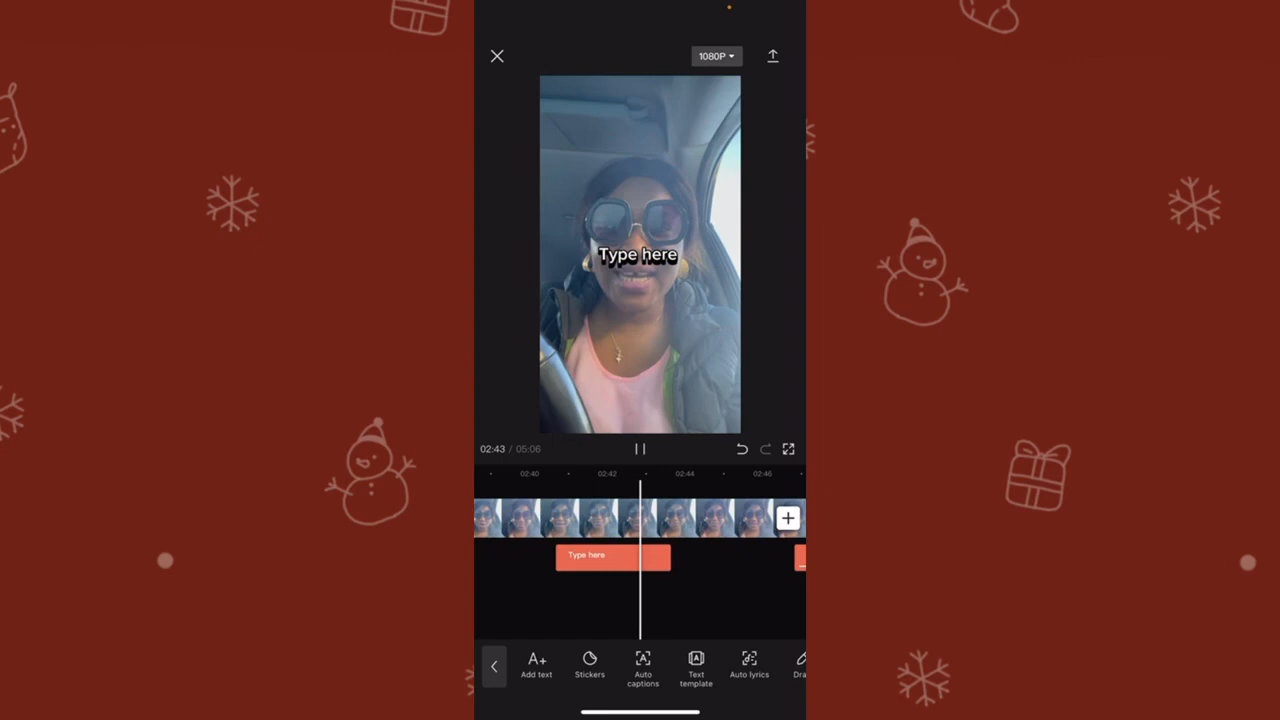 1080P
Type here
02:43 / 05:06
02:40 02:42 02:44 02:46
Type here
A+
Add text
Stickers
Auto captions
Text template
Auto lyrics
Dra